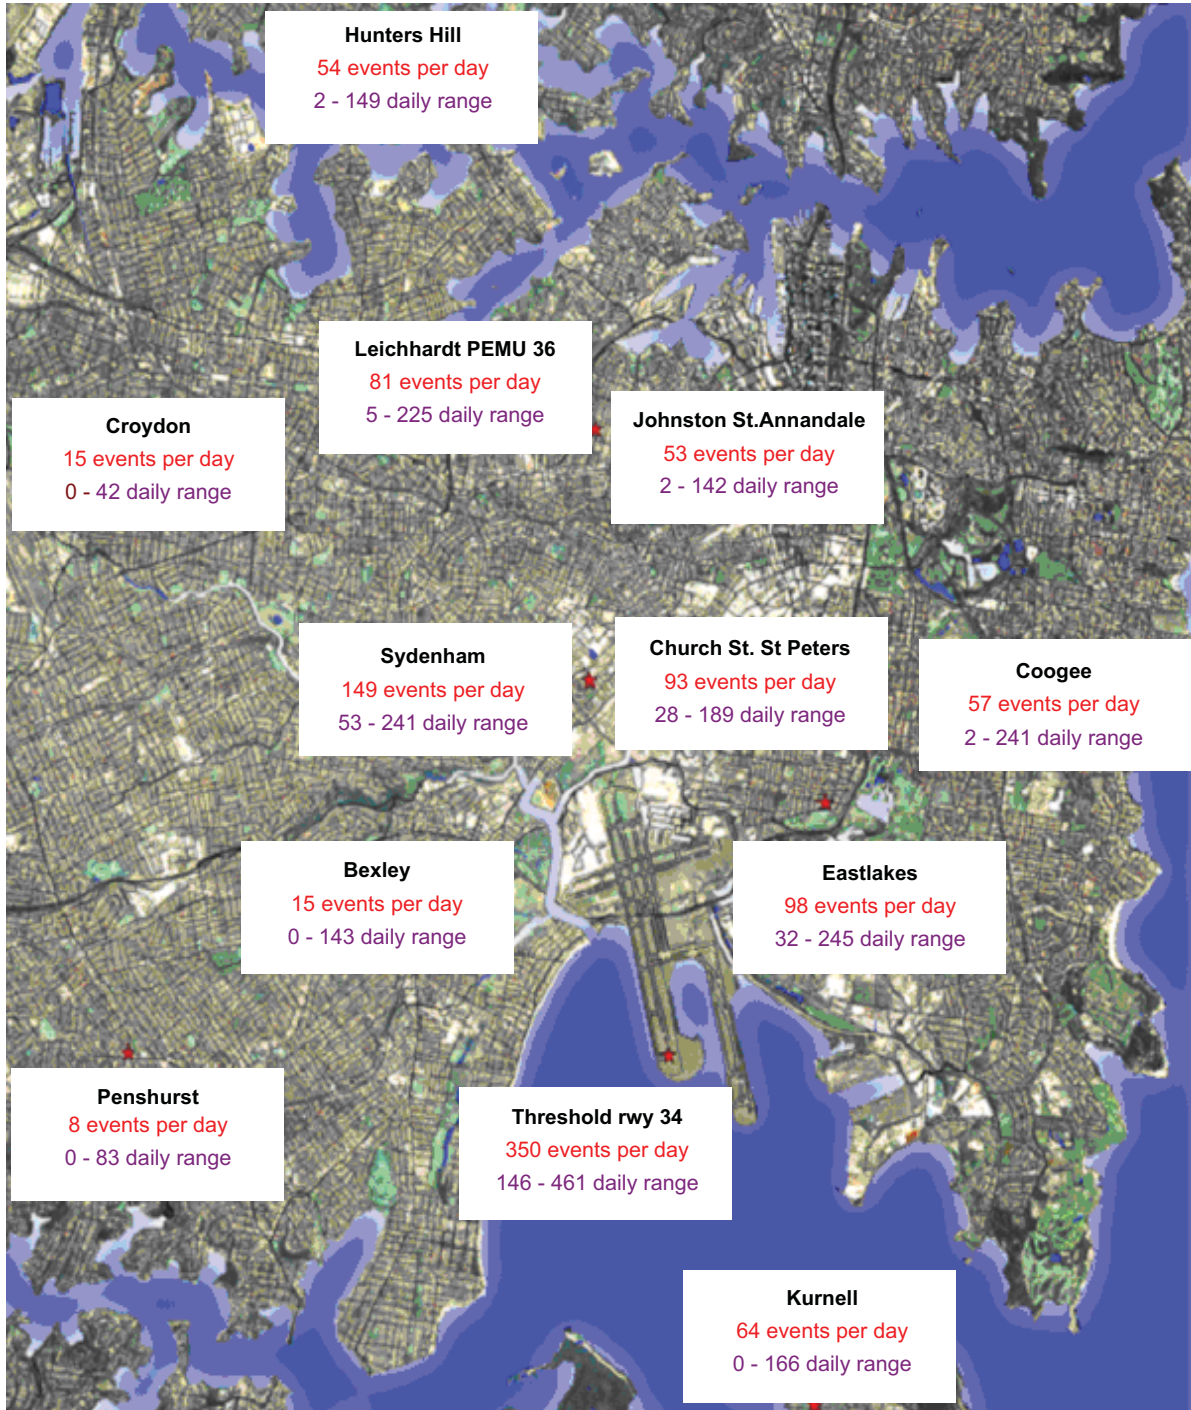 Hunters Hill
54 events per day
2 - 149 daily range
Leichhardt PEMU 36
81 events per day
5 - 225 daily range
Croydon
15 events per day
0 - 42 daily range
Johnston St.Annandale
53 events per day
2 - 142 daily range
Sydenham
149 events per day
53 - 241 daily range
Church St. St Peters
93 events per day
28 - 189 daily range
Coogee
57 events per day
2 - 241 daily range
Bexley
15 events per day
0 - 143 daily range
Eastlakes
98 events per day
32 - 245 daily range
Penshurst
8 events per day
0 - 83 daily range
Threshold rwy 34
350 events per day
146 - 461 daily range
Kurnell
64 events per day
0 - 166 daily range